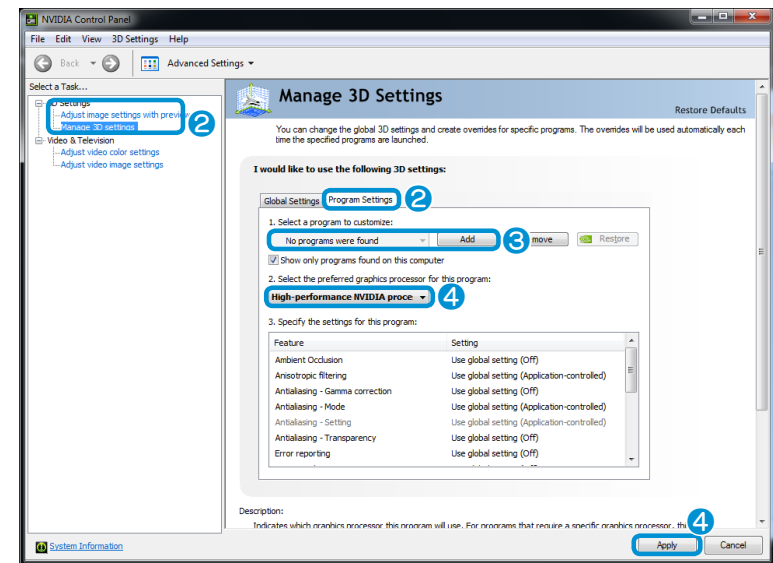 NVIDIA Control Panel
File Edit View 3D Settings Help
Back Advanced Settings
Select a Task...
3D Settings
Adjust image settings with preview
Manage 3D settings
Video & Television
Adjust video color settings
Adjust video image settings
2
Manage 3D Settings
Restore Defaults
You can change the global 3D settings and create overrides for specific programs. The overrides will be used automatically each
time the specified programs are launched.
I would like to use the following 3D settings:
Global Settings Program Settings 2
1. Select a program to customize:
No programs were found Add 3 move Restore
Show only programs found on this computer
2. Select the preferred graphics processor for this program:
High-performance NVIDIA proce 4
3. Specify the settings for this program:
Feature Setting
Ambient Occlusion Use global setting (Off)
Anisotropic filtering Use global setting (Application-controlled)
Antialiasing - Gamma correction Use global setting (Off)
Antialiasing - Mode Use global setting (Application-controlled)
Antialiasing - Setting Use global setting (Application-controlled)
Antialiasing - Transparency Use global setting (Off)
Error reporting Use global setting (Off)
Description:
Indicates which graphics processor this program will use. For programs that require a specific graphics processor, 4
System Information Apply Cancel